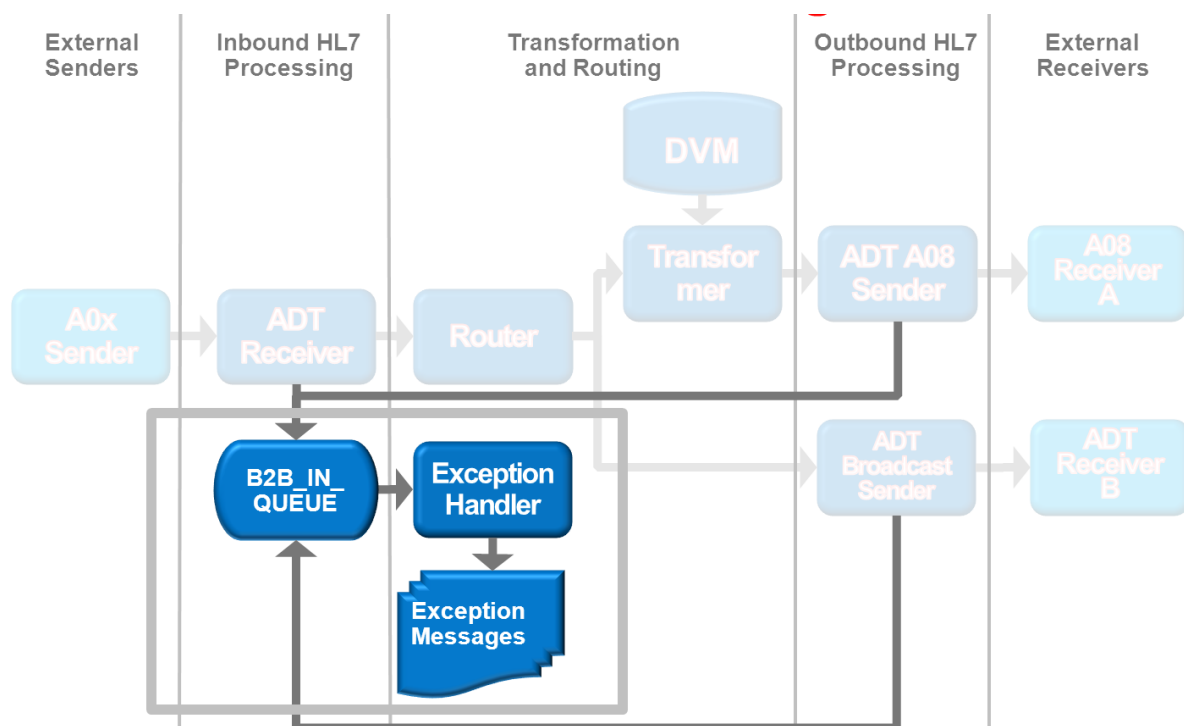 External
Senders
Inbound HL7
Processing
Transformation
and Routing
Outbound HL7
Processing
External
Receivers
DVM
A0x
Sender
ADT
Receiver
Router
Transfor
mer
ADT A08
Sender
A08
Receiver
A
B2B_IN_
QUEUE
Exception
Handler
ADT
Broadcast
Sender
ADT
Receiver
B
Exception
Messages